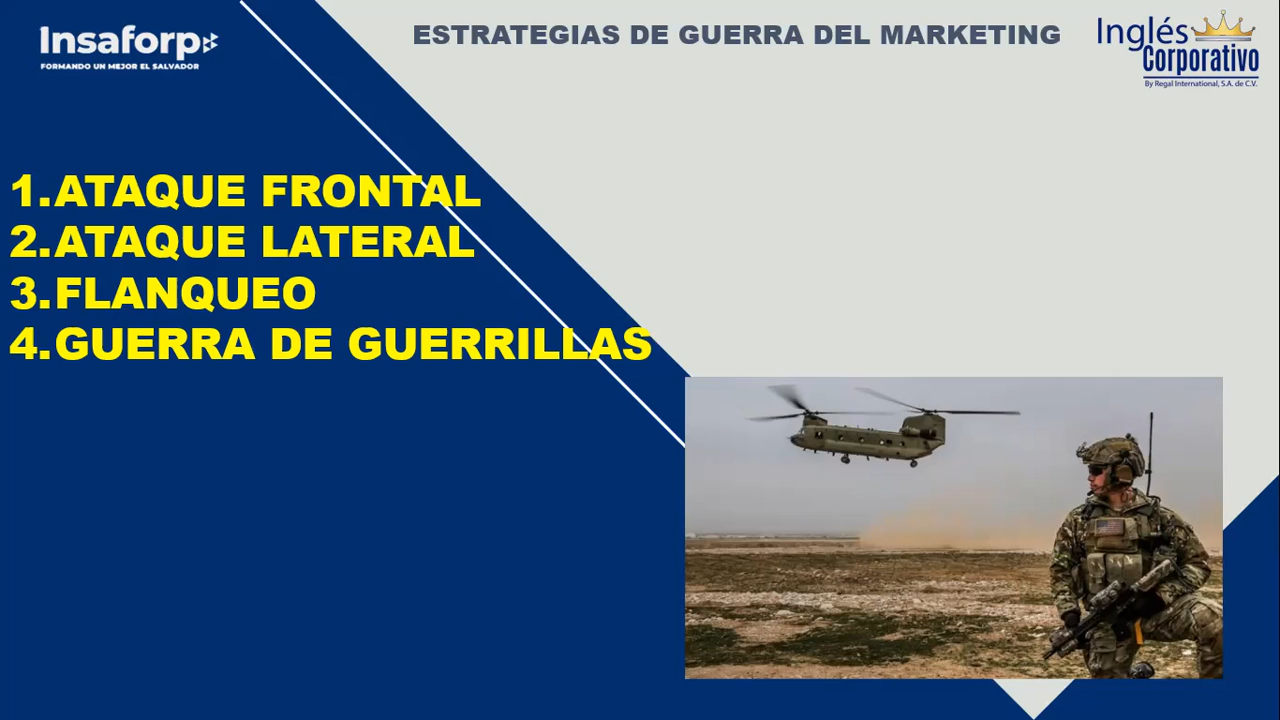 Insaforp
FORMANDO UN MEJOR EL SALVADOR
ESTRATEGIAS DE GUERRA DEL MARKETING
Inglés
Corporativo
By Regal International, S.A. de C.V.
1.ATAQUE FRONTAL
2.ATAQUE LATERAL
3.FLANQUEO
4.GUERRA DE GUERRILLAS